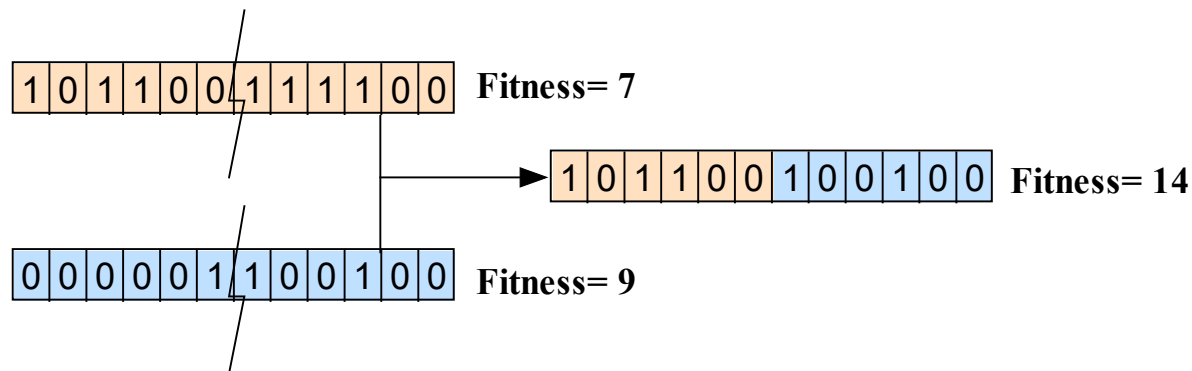 1 0 1 1 0 0 1 1 1 1 0 0 Fitness= 7
1 0 1 1 0 0 1 0 0 1 0 0 Fitness= 14
0 0 0 0 0 1 1 0 0 1 0 0 Fitness= 9